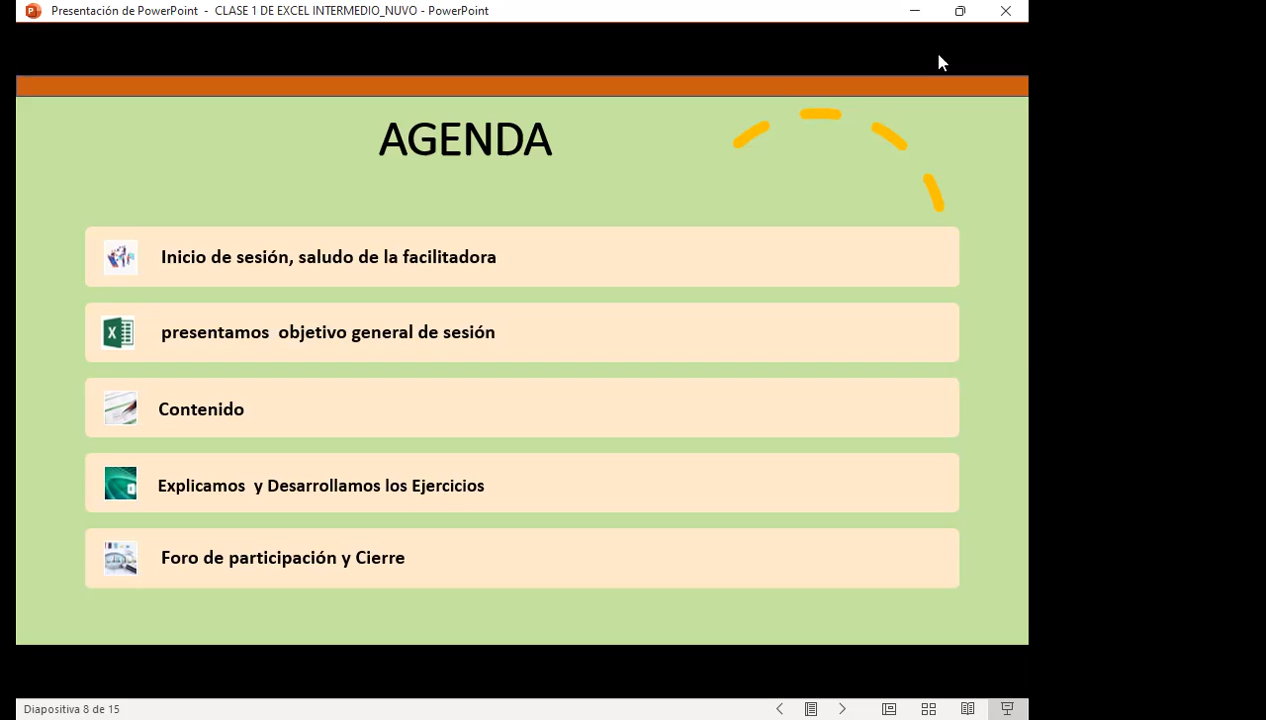 Presentación de PowerPoint - CLASE 1 DE EXCEL INTERMEDIO_NUVO - PowerPoint
AGENDA
Inicio de sesión, saludo de la facilitadora
presentamos objetivo general de sesión
Contenido
Explicamos y Desarrollamos los Ejercicios
Foro de participación y Cierre
Diapositiva 8 de 15